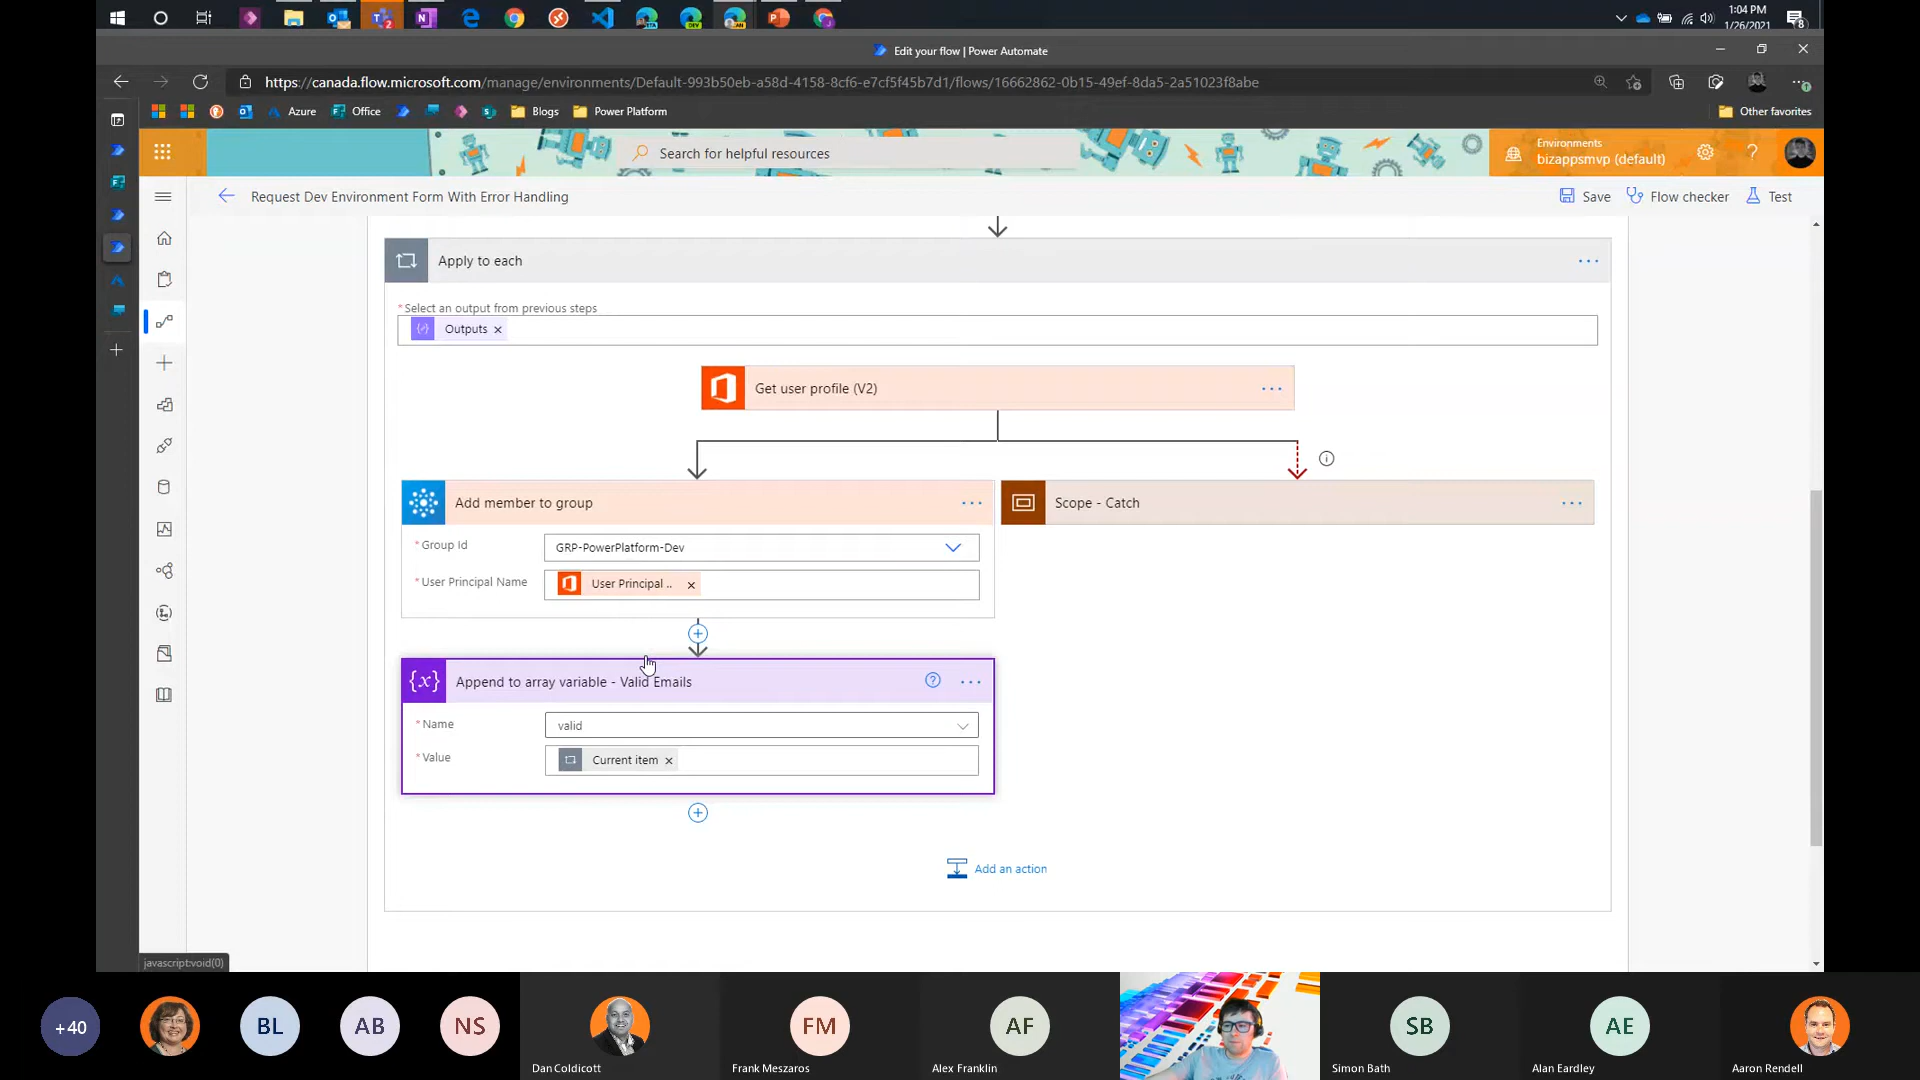 1:04 PM
1/26/2021
8
Edit your flow | Power Automate
https://canada.flow.microsoft.com/manage/environments/Default-993b50eb-a58d-4158-8cf6-e7cf5f45b7d1/flows/16662862-0b15-49ef-8da5-2a51023f8abe
Azure
Office
Blogs
Power Platform
Other favorites
Search for helpful resources
Environments
bizappsmvp (default)
Request Dev Environment Form With Error Handling
Save
Flow checker
Test
Apply to each
* Select an output from previous steps
Outputs
Get user profile (V2)
Add member to group
Scope - Catch
* Group Id
GRP-PowerPlatform-Dev
* User Principal Name
User Principal ..
Append to array variable - Valid Emails
* Name
valid
* Value
Current item
Add an action
javascript:void(0)
+40
BL
AB
NS
FM
AF
SB
AE
Dan Coldicott
Frank Meszaros
Alex Franklin
Simon Bath
Alan Eardley
Aaron Rendell